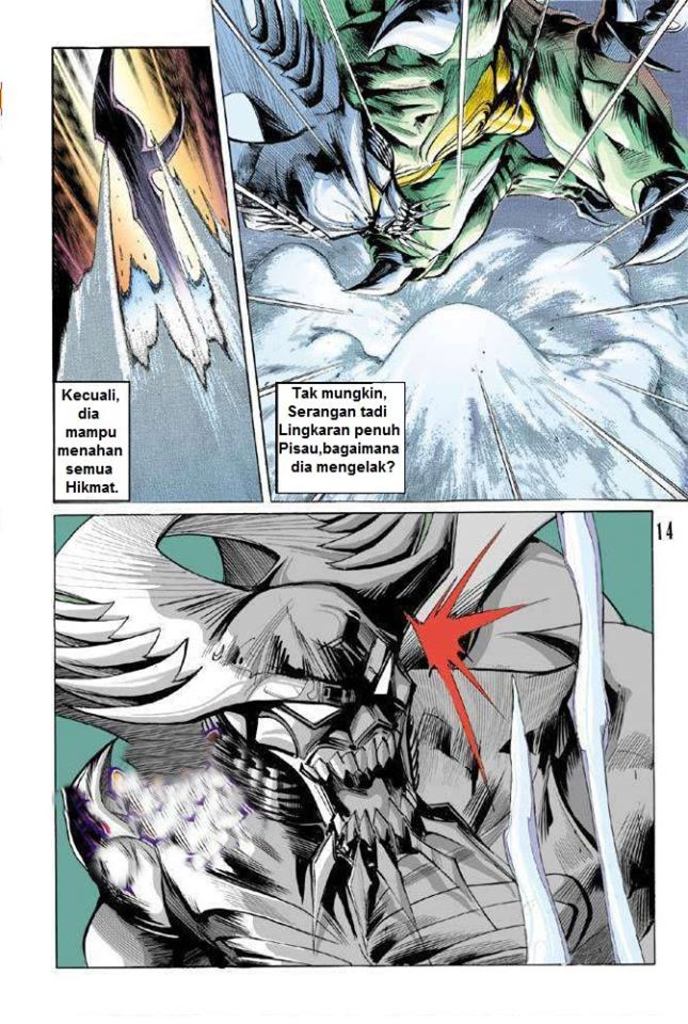 Kecuali,
dia
mampu
menahan
semua
Hikmat.
Tak mungkin,
Serangan tadi
Lingkaran penuh
Pisau,bagaimana
dia mengelak?
14